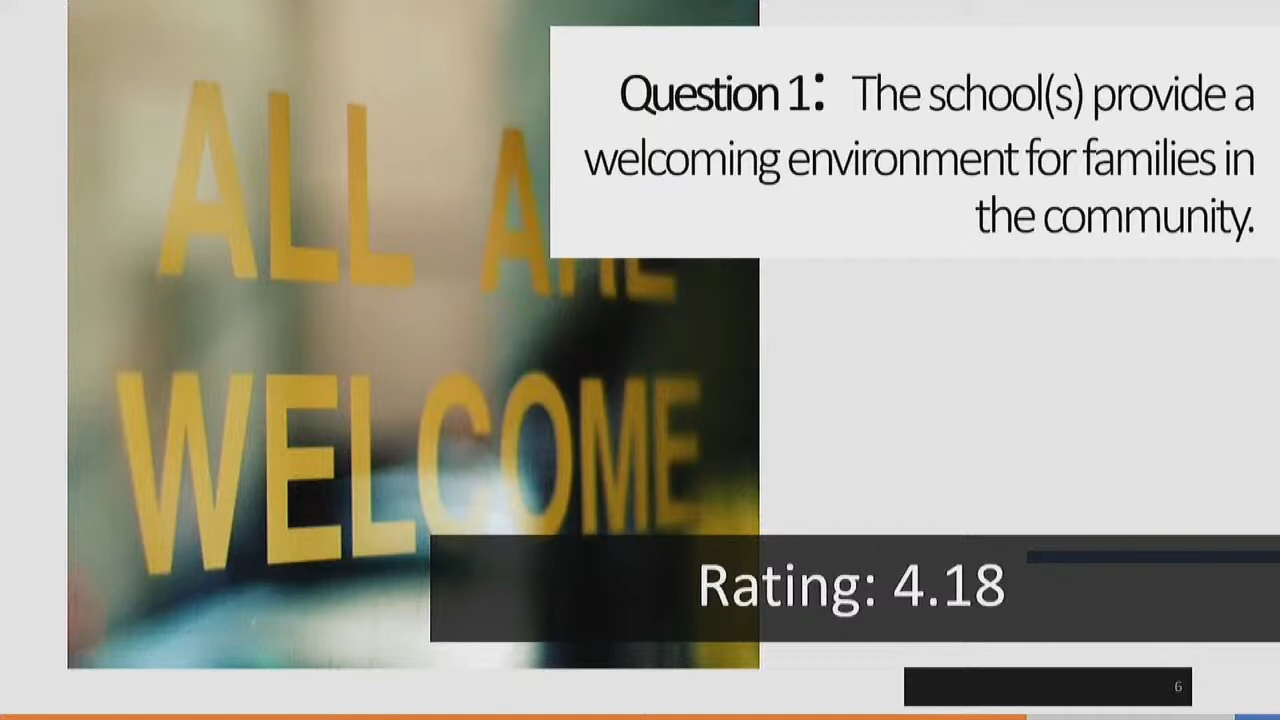 Question 1: The school(s) provide a
welcoming environment for families in
the community.
ALL ARE
WELCOME
Rating: 4.18
6